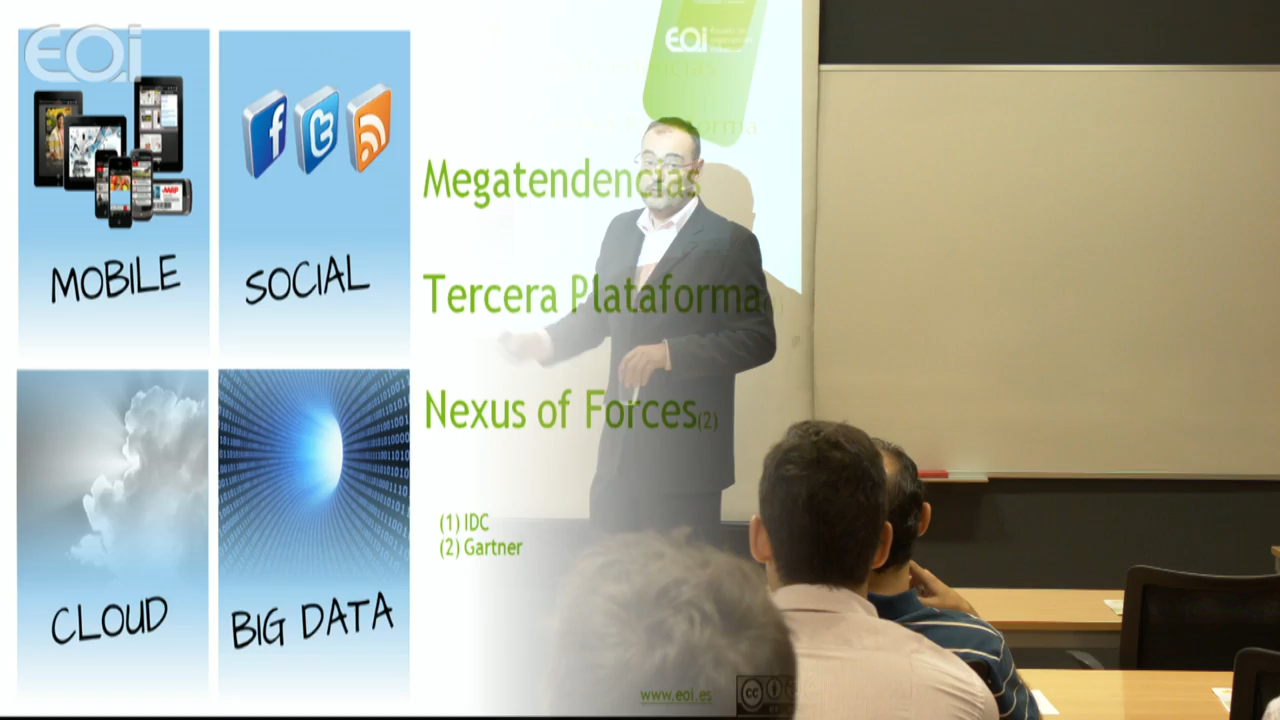 EOi
MOBILE
SOCIAL
CLOUD
BIG DATA
EOi
Megatendencias
Tercera Plataforma
Nexus of Forces(2)
(1) IDC
(2) Gartner
www.eoi.es
cc